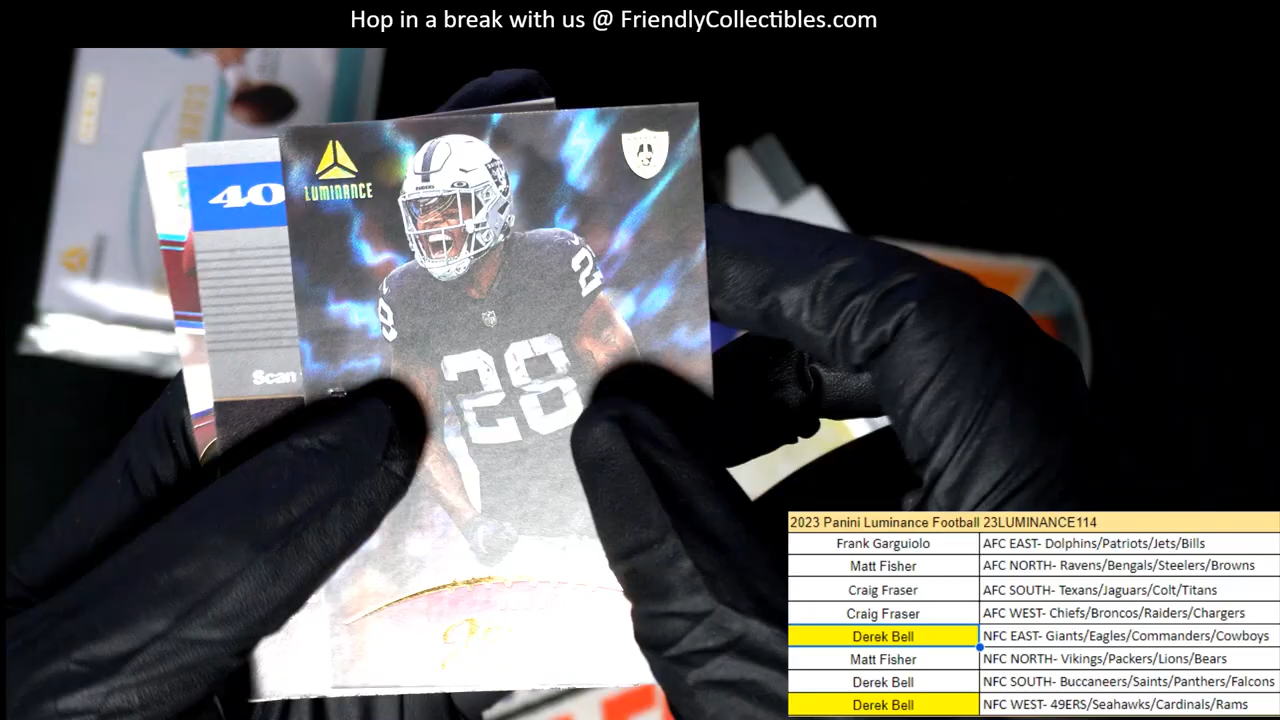 Hop in a break with us @ FriendlyCollectibles.com
LUMINANCE
40
28
28
Scan
2023 Panini Luminance Football 23LUMINANCE114
Frank Garguiolo AFC EAST- Dolphins/Patriots/Jets/Bills
Matt Fisher AFC NORTH- Ravens/Bengals/Steelers/Browns
Craig Fraser AFC SOUTH- Texans/Jaguars/Colt/Titans
Craig Fraser AFC WEST- Chiefs/Broncos/Raiders/Chargers
Derek Bell NFC EAST- Giants/Eagles/Commanders/Cowboys
Matt Fisher NFC NORTH- Vikings/Packers/Lions/Bears
Derek Bell NFC SOUTH- Buccaneers/Saints/Panthers/Falcons
Derek Bell NFC WEST- 49ERS/Seahawks/Cardinals/Rams